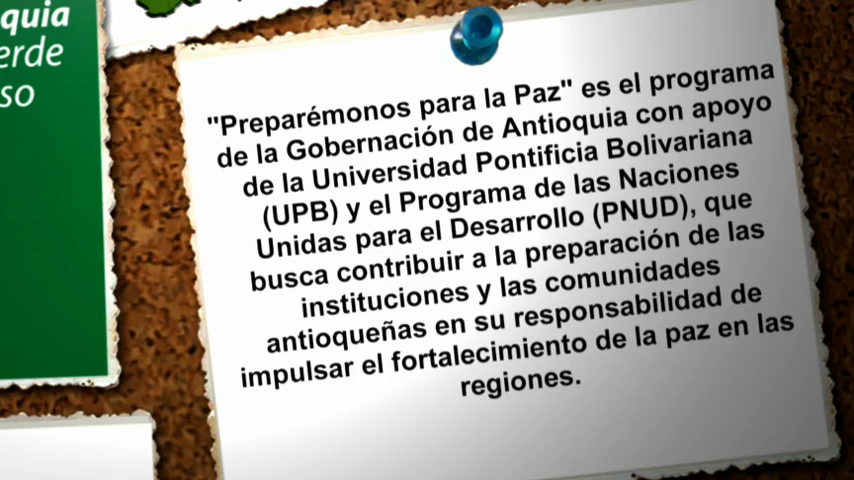 quia
erde
so
"Preparémonos para la Paz" es el programa
de la Gobernación de Antioquia con apoyo
de la Universidad Pontificia Bolivariana
(UPB) y el Programa de las Naciones
Unidas para el Desarrollo (PNUD), que
busca contribuir a la preparación de las
instituciones y las comunidades
antioqueñas en su responsabilidad de
impulsar el fortalecimiento de la paz en las
regiones.